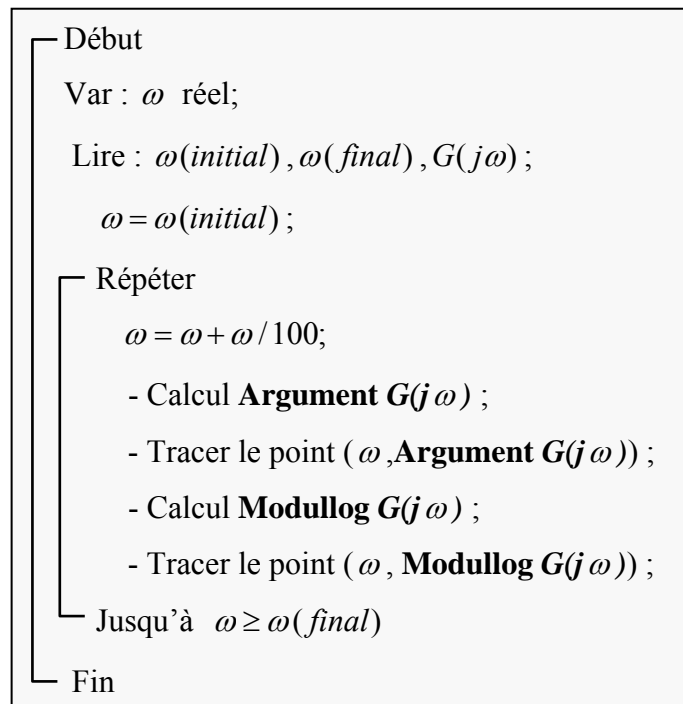 Début
Var : ω réel;
Lire : ω(initial) , ω(final) , G(jω) ;
ω = ω(initial) ;
Répéter
ω = ω + ω / 100;
- Calcul Argument G(jω) ;
- Tracer le point ( ω ,Argument G(jω)) ;
- Calcul Modullog G(jω) ;
- Tracer le point ( ω , Modullog G(jω)) ;
Jusqu’à ω ≥ ω( final)
Fin